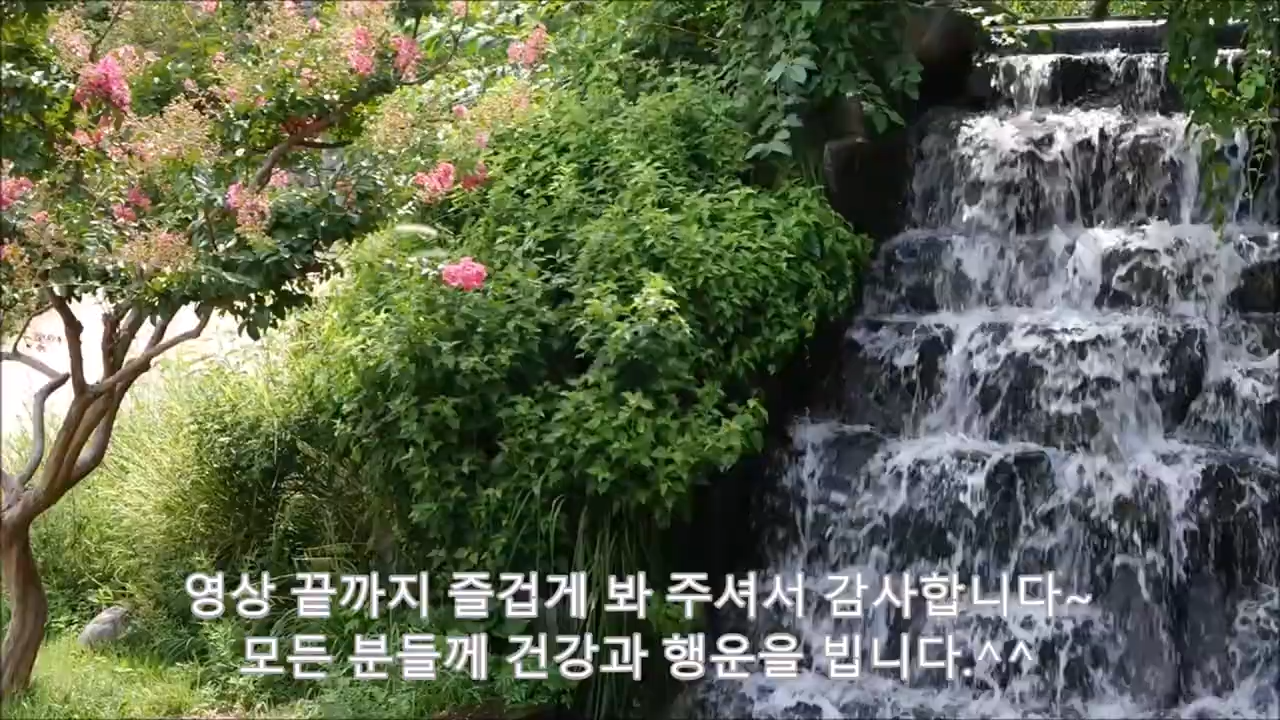 영상 끝까지 즐겁게 봐 주셔서 감사합니다~
모든 분들께 건강과 행운을 빕니다.^^